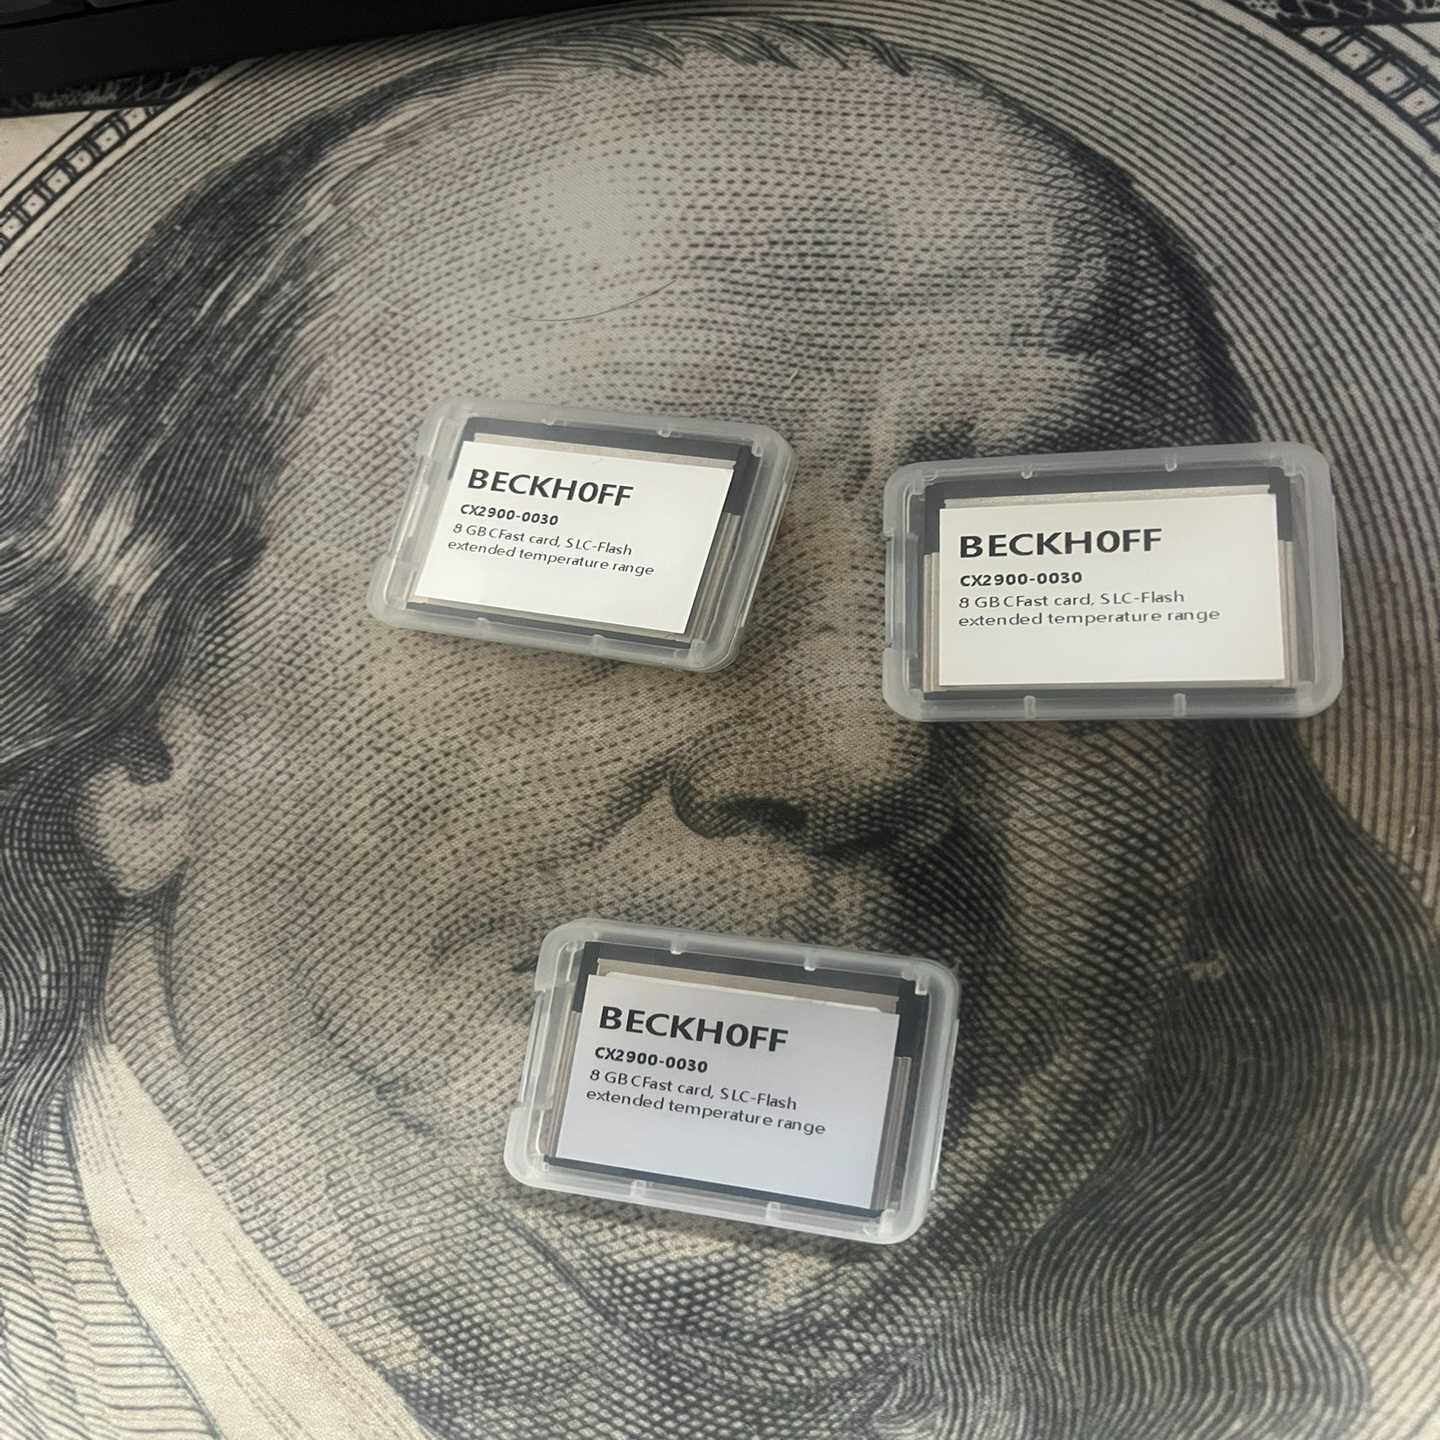 BECKHOFF
CX2900-0030
8 GB CFast card, SLC-Flash
extended temperature range
BECKHOFF
CX2900-0030
8 GB CFast card, SLC-Flash
extended temperature range
BECKHOFF
CX2900-0030
8 GB CFast card, SLC-Flash
extended temperature range